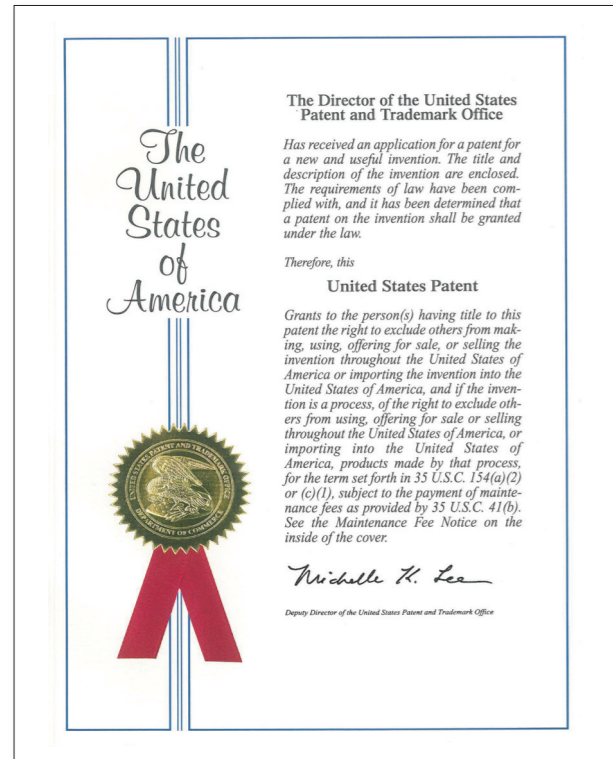 The
United
States
of
America
The Director of the United States
Patent and Trademark Office
Has received an application for a patent for
a new and useful invention. The title and
description of the invention are enclosed.
The requirements of law have been com-
plied with, and it has been determined that
a patent on the invention shall be granted
under the law.
Therefore, this
United States Patent
Grants to the person(s) having title to this
patent the right to exclude others from mak-
ing, using, offering for sale, or selling the
invention throughout the United States of
America or importing the invention into the
United States of America, and if the inven-
tion is a process, of the right to exclude oth-
ers from using, offering for sale or selling
throughout the United States of America, or
importing into the United States of
America, products made by that process,
for the term set forth in 35 U.S.C. 154(a)(2)
or (c)(1), subject to the payment of mainte-
nance fees as provided by 35 U.S.C. 41(b).
See the Maintenance Fee Notice on the
inside of the cover.
Michelle K. Lee
Deputy Director of the United States Patent and Trademark Office
UNITED STATES PATENT AND TRADEMARK OFFICE
DEPARTMENT OF COMMERCE